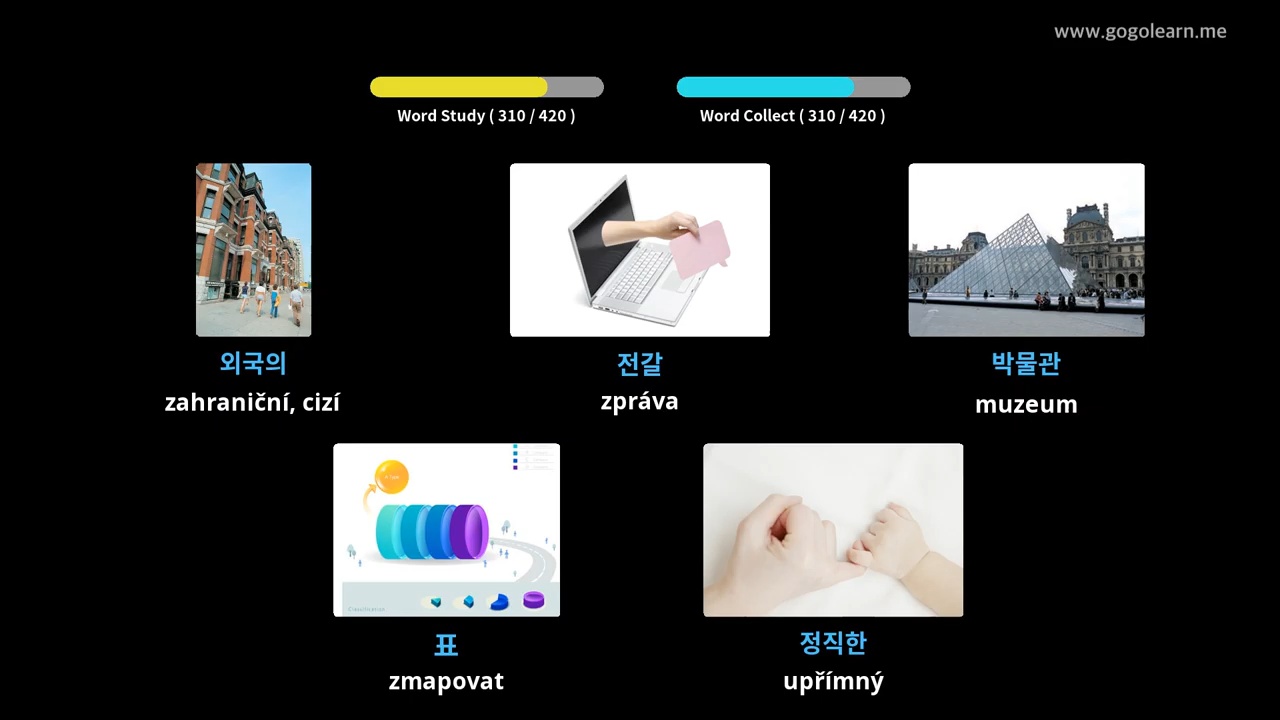 www.gogolearn.me
Word Study ( 310 / 420 )
Word Collect ( 310 / 420 )
외국의
zahraniční, cizí
전갈
zpráva
박물관
muzeum
표
zmapovat
정직한
upřímný